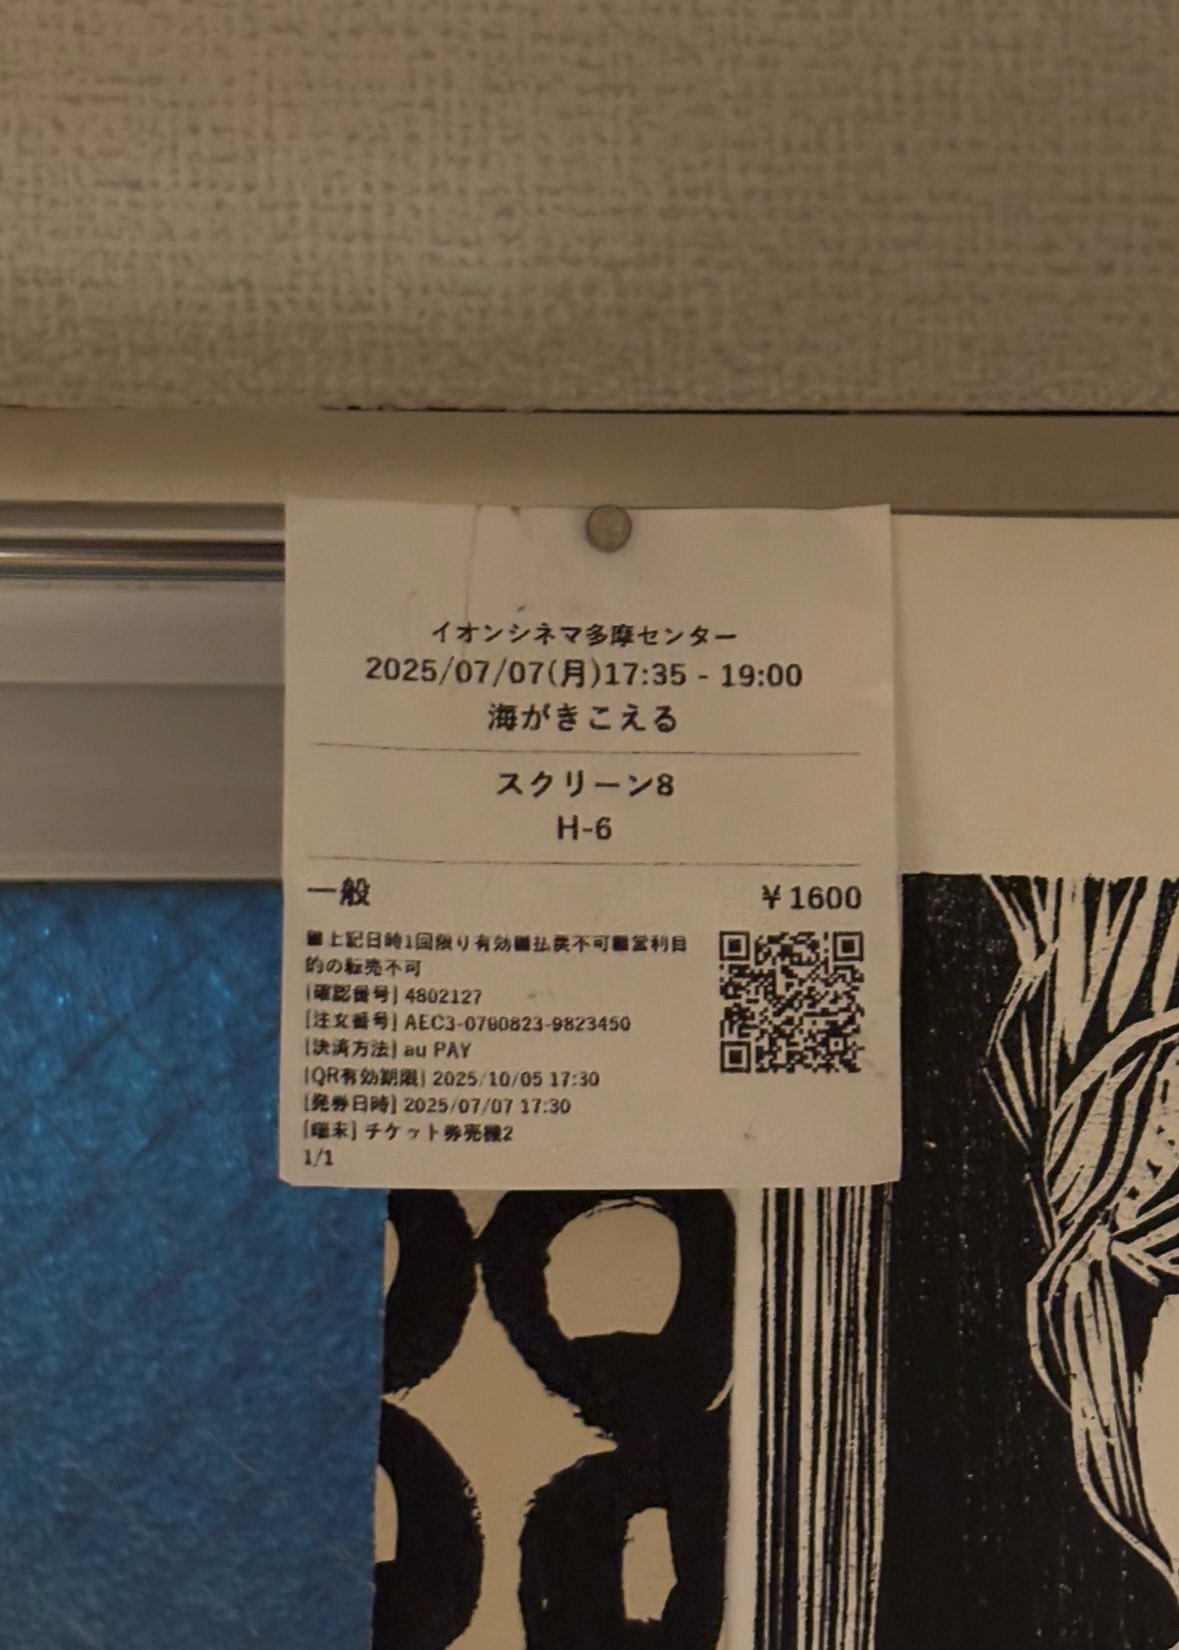 イオンシネマ多摩センター
2025/07/07(月)17:35 - 19:00
海がきこえる
スクリーン8
H-6
一般
￥1600
■上記日時1回限り有効■払戻不可■営利目
的の転売不可
[確認番号] 4802127
[注文番号] AEC3-0790823-9823450
[決済方法] au PAY
[QR有効期限] 2025/10/05 17:30
[発券日時] 2025/07/07 17:30
[端末] チケット券売機2
1/1